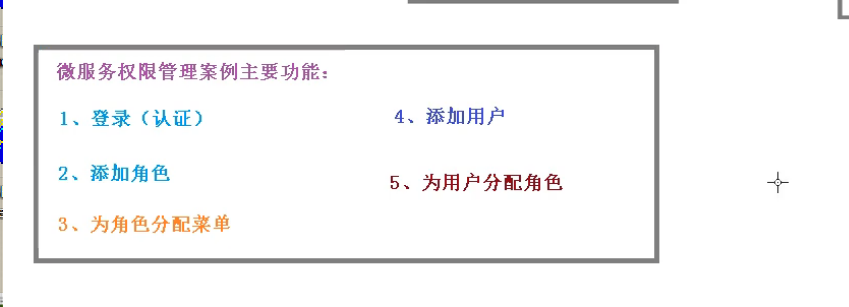 微服务权限管理案例主要功能：
1、登录（认证）
2、添加角色
3、为角色分配菜单
4、添加用户
5、为用户分配角色